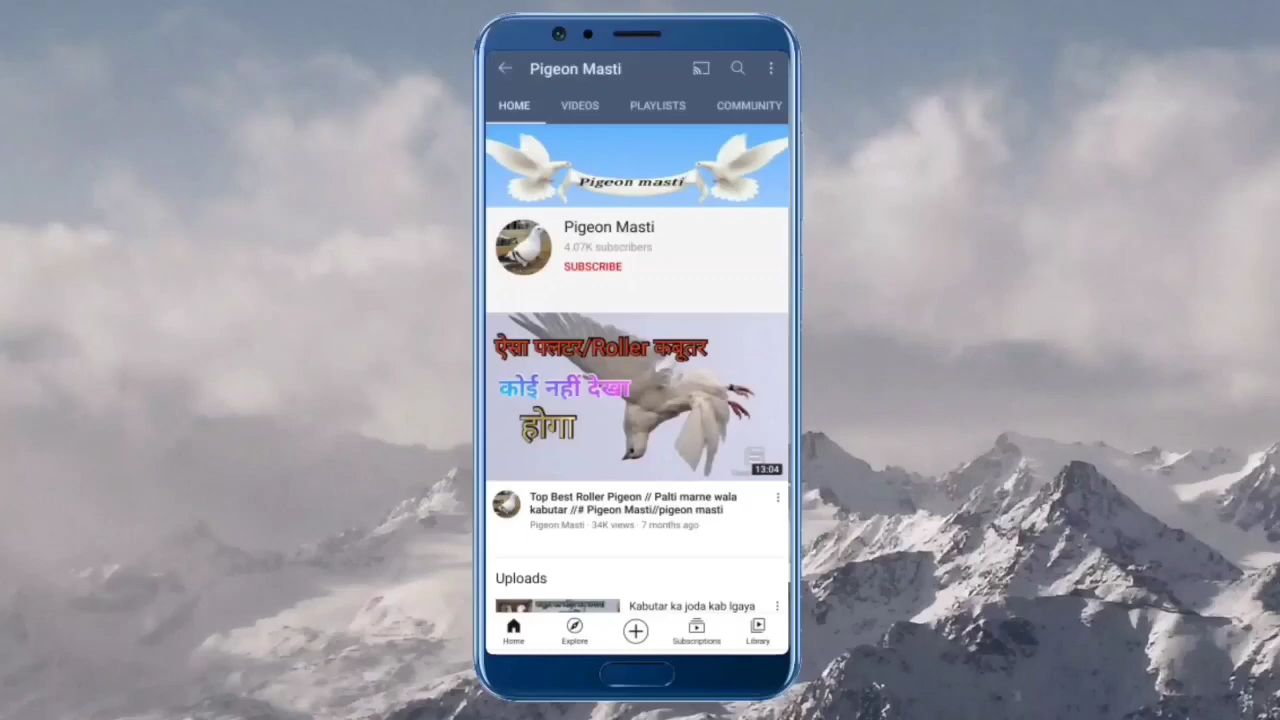 Pigeon Masti
HOME VIDEOS PLAYLISTS COMMUNITY
Pigeon masti
Pigeon Masti
4.07K subscribers
SUBSCRIBE
ऐसा पलटर/Roller कबूतर
कोई नहीं देखा
होगा
13:04
Top Best Roller Pigeon // Palti marne wala
kabutar //# Pigeon Masti//pigeon masti
Pigeon Masti · 34K views · 7 months ago
Uploads
Kabutar ka joda kab lgaya
Home Explore Subscriptions Library